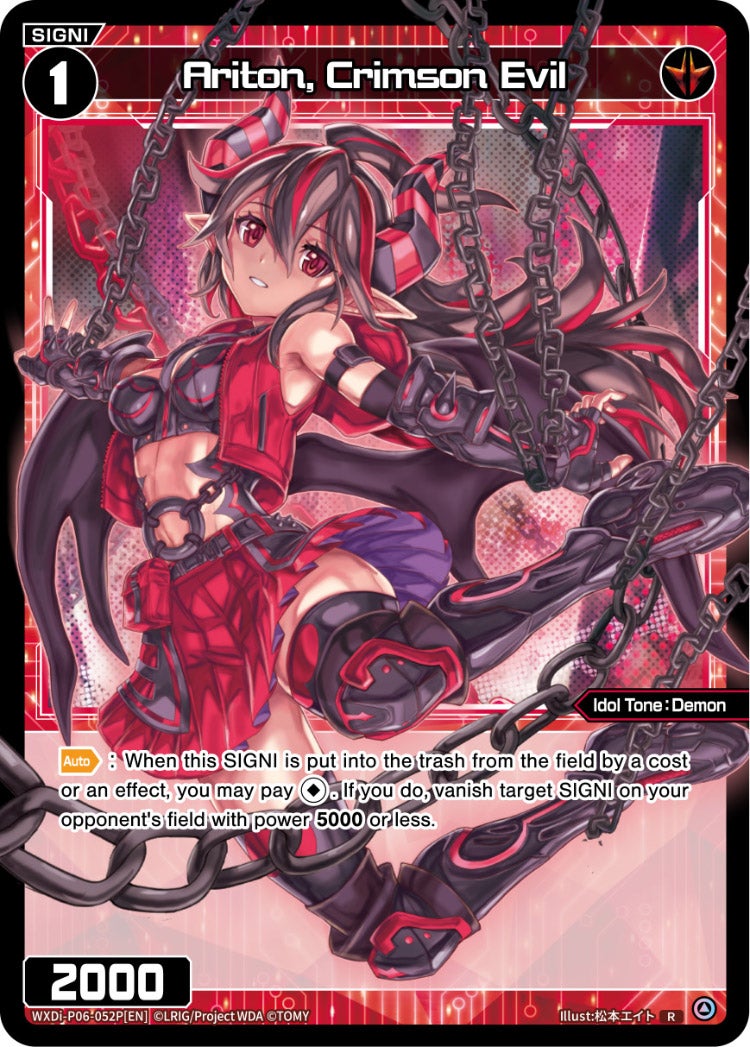 SIGNI
1
Ariton, Crimson Evil
Idol Tone:Demon
Auto : When this SIGNI is put into the trash from the field by a cost
or an effect, you may pay ◆. If you do, vanish target SIGNI on your
opponent's field with power 5000 or less.
2000
WXDi-P06-052P[EN] ©LRIG/Project WDA ©TOMY
Illust:松本エイト R